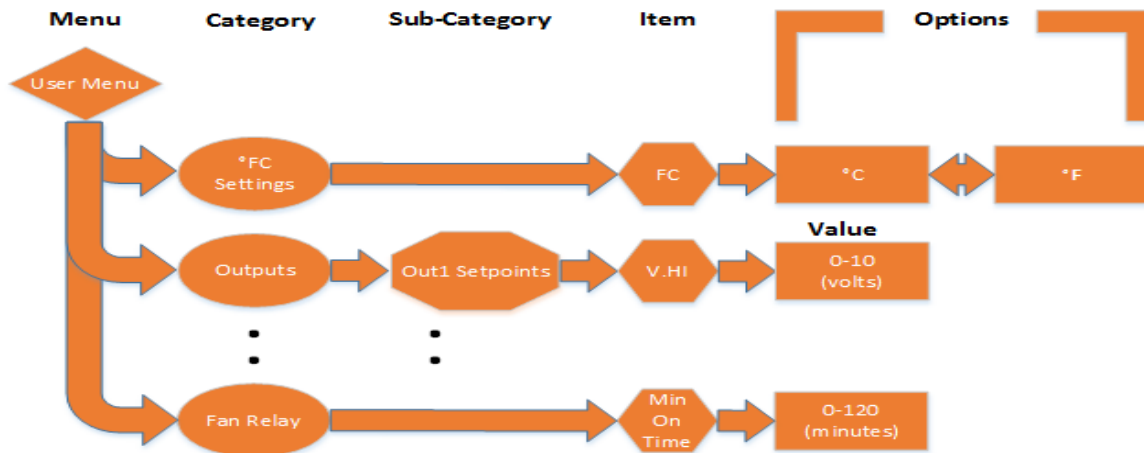 Menu
Category
Sub-Category
Item
Options
User Menu
°FC
Settings
FC
°C
°F
Value
Outputs
Out1 Setpoints
V.HI
0-10
(volts)
Fan Relay
Min
On
Time
0-120
(minutes)